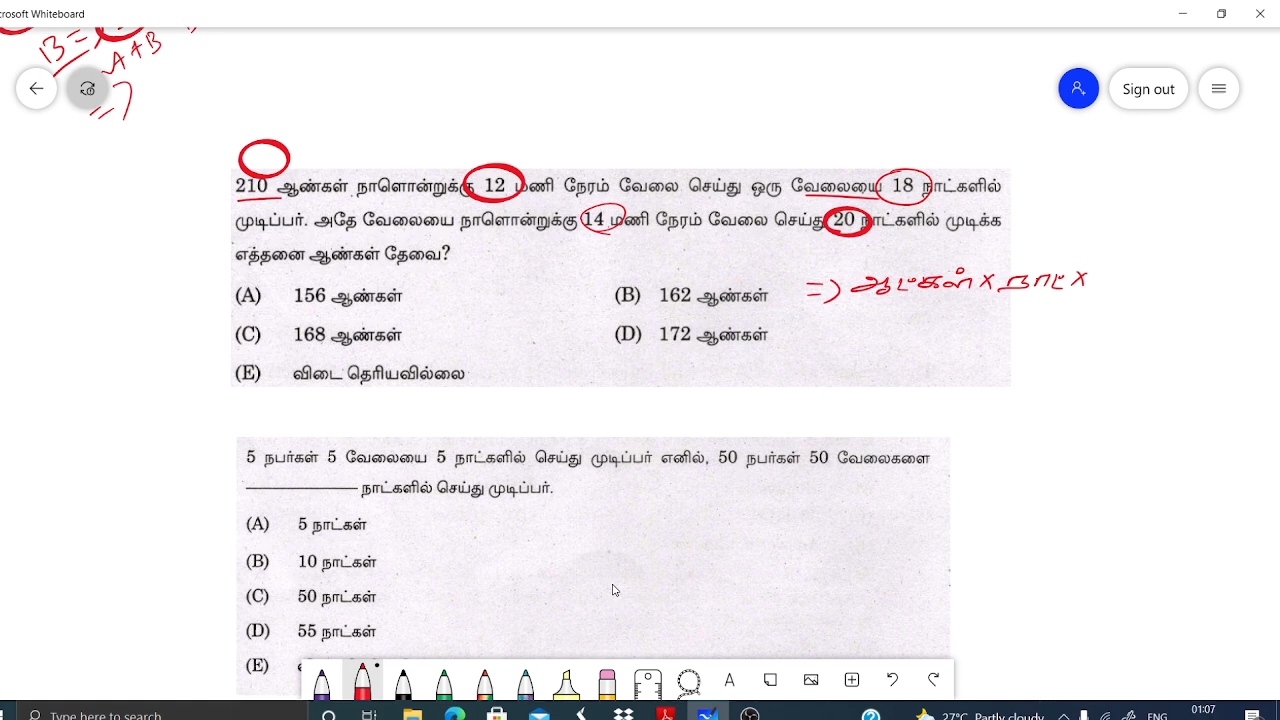 crosoft Whiteboard
B =
A+B
=7
Sign out
210 ஆண்கள் நாளொன்றுக்கு 12 மணி நேரம் வேலை செய்து ஒரு வேலையை 18 நாட்களில்
முடிப்பர். அதே வேலையை நாளொன்றுக்கு 14 மணி நேரம் வேலை செய்து 20 நாட்களில் முடிக்க
எத்தனை ஆண்கள் தேவை?
(A) 156 ஆண்கள் (B) 162 ஆண்கள்
=) ஆட்கள் x நாட் x
(C) 168 ஆண்கள் (D) 172 ஆண்கள்
(E) விடை தெரியவில்லை
5 நபர்கள் 5 வேலையை 5 நாட்களில் செய்து முடிப்பர் எனில், 50 நபர்கள் 50 வேலைகளை
நாட்களில் செய்து முடிப்பர்.
(A) 5 நாட்கள்
(B) 10 நாட்கள்
(C) 50 நாட்கள்
(D) 55 நாட்கள்
(E)
Type here to search
27°C Partly cloudy ENG 01:07